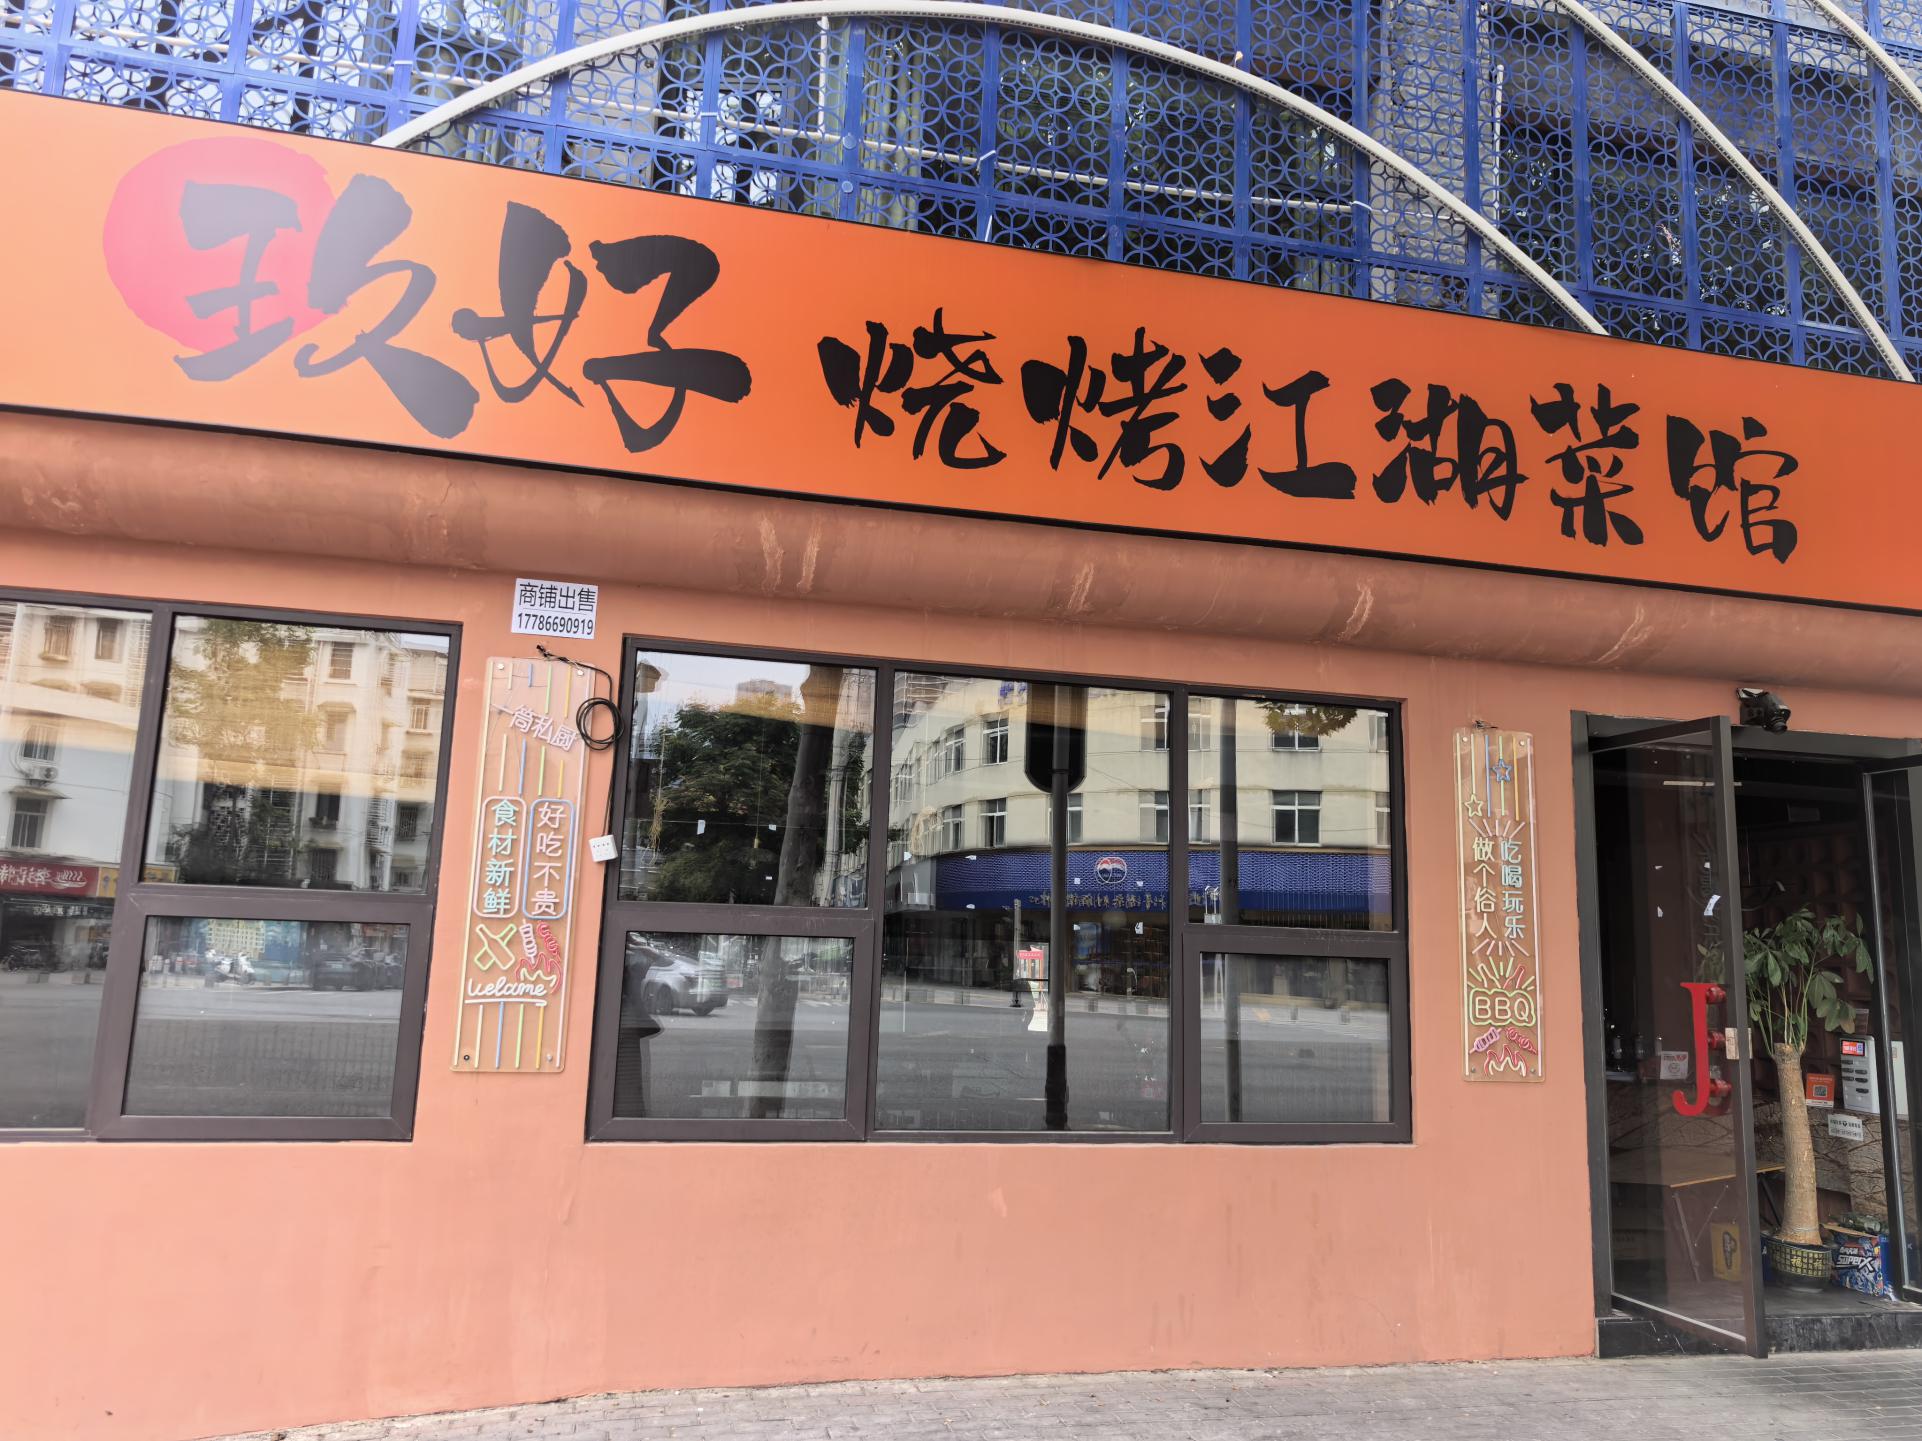 玖好 烧烤江湖菜馆
商铺出售
17786690919
一筒私厨
好吃不贵
食材新鲜
Welcome
吃喝玩乐
做个俗人
BBQ
J
SUPERX